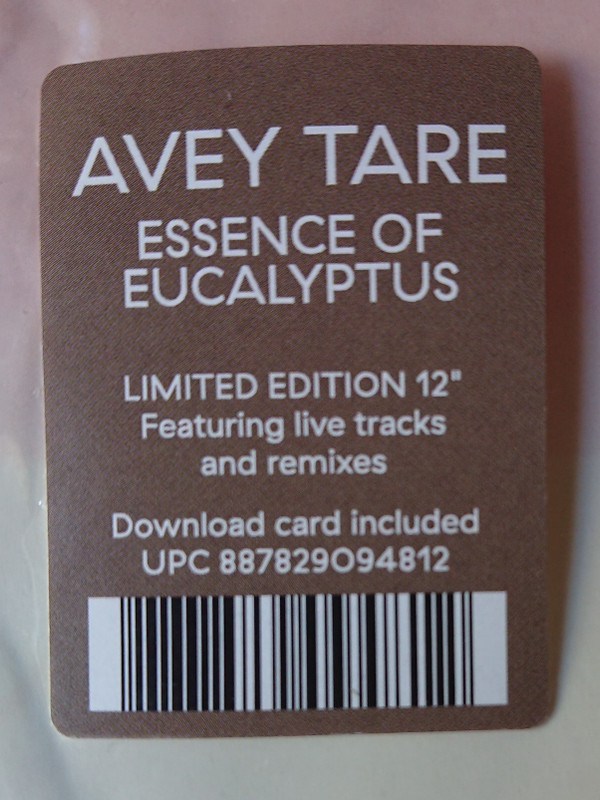 AVEY TARE
ESSENCE OF
EUCALYPTUS
LIMITED EDITION 12"
Featuring live tracks
and remixes
Download card included
UPC 887829094812